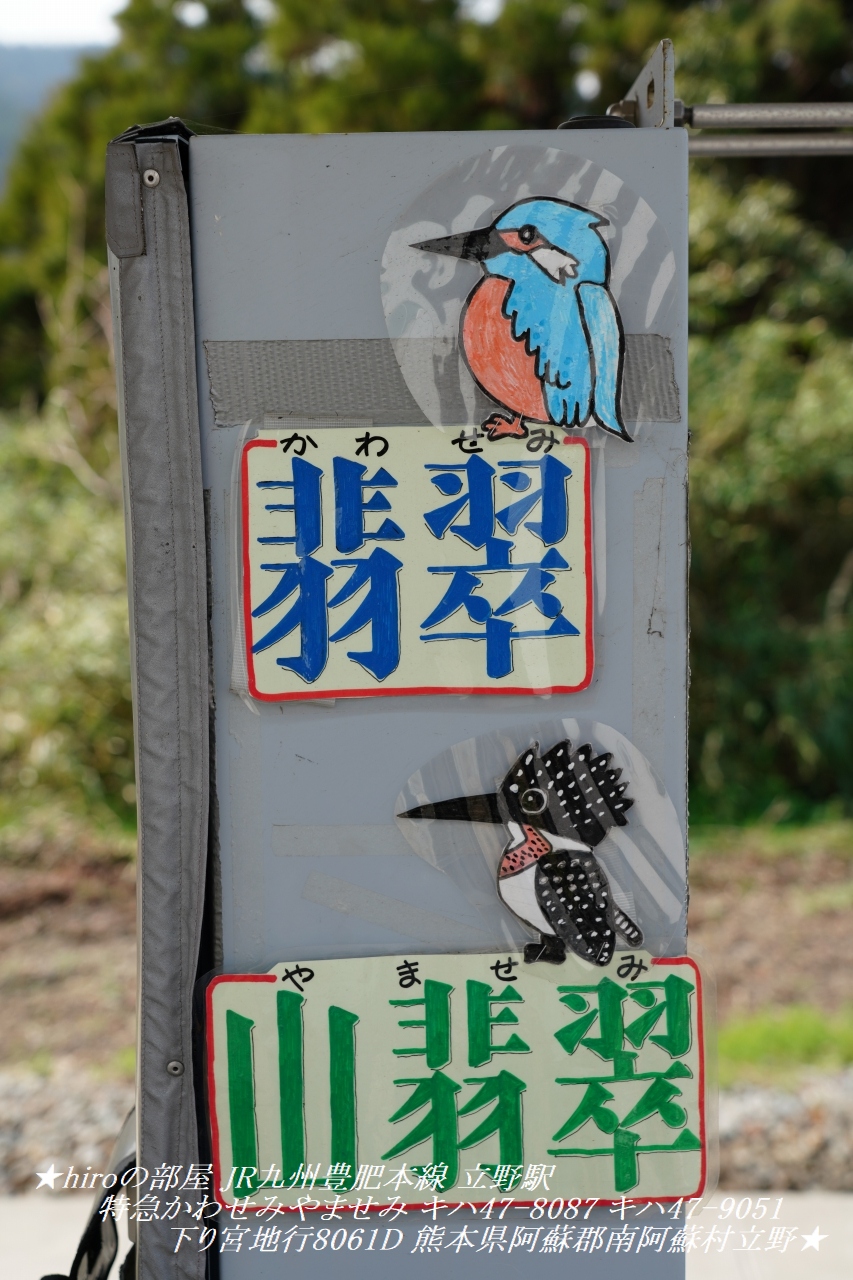 かわせみ
翡翠
やませみ
山翡翠
★hiroの部屋 JR九州豊肥本線 立野駅
特急かわせみやませみ キハ47-8087 キハ47-9051
下り宮地行8061D 熊本県阿蘇郡南阿蘇村立野★